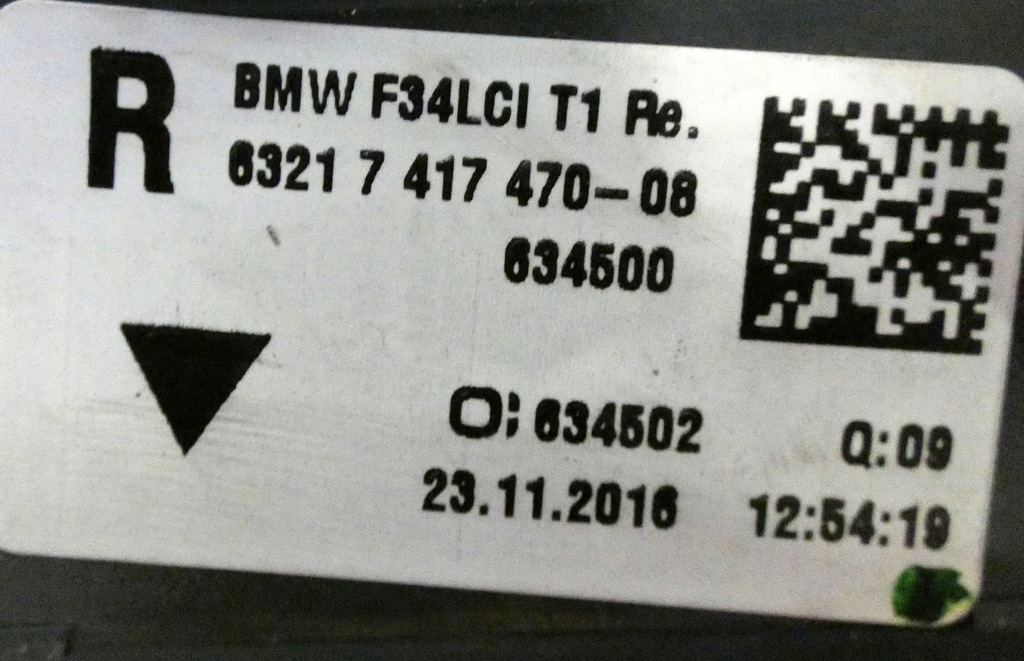 R
BMW F34LCI T1 Re.
6321 7 417 470-08
634500
O: 634502
Q:09
23.11.2016
12:54:19